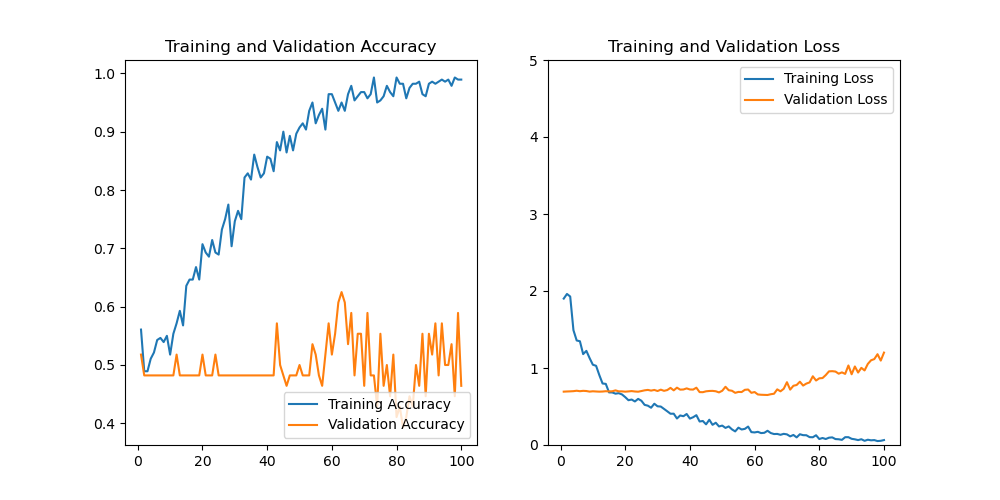 Training and Validation Accuracy
1.0
0.9
0.8
0.7
0.6
0.5
0.4
Training Accuracy
Validation Accuracy
0 20 40 60 80 100
Training and Validation Loss
5
4
3
2
1
0
Training Loss
Validation Loss
0 20 40 60 80 100